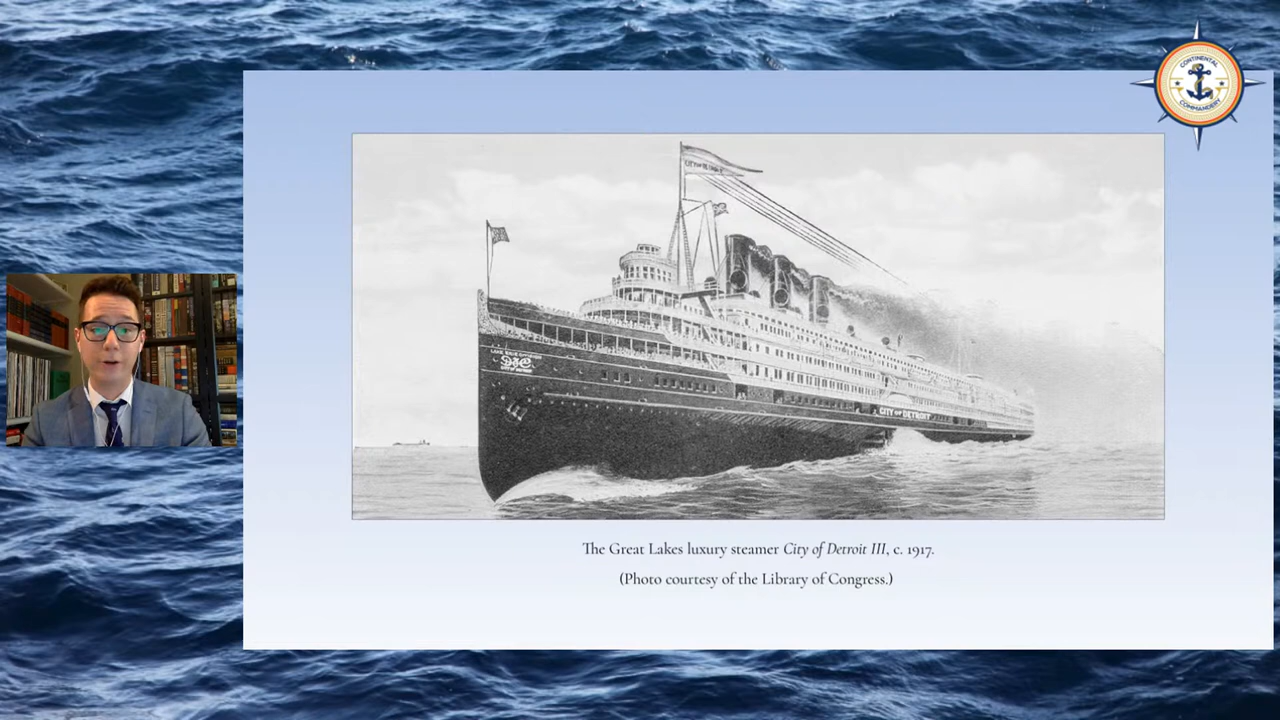 CONTINENTAL
COMMANDERY
CITY OF DETROIT
The Great Lakes luxury steamer City of Detroit III, c. 1917.
(Photo courtesy of the Library of Congress.)